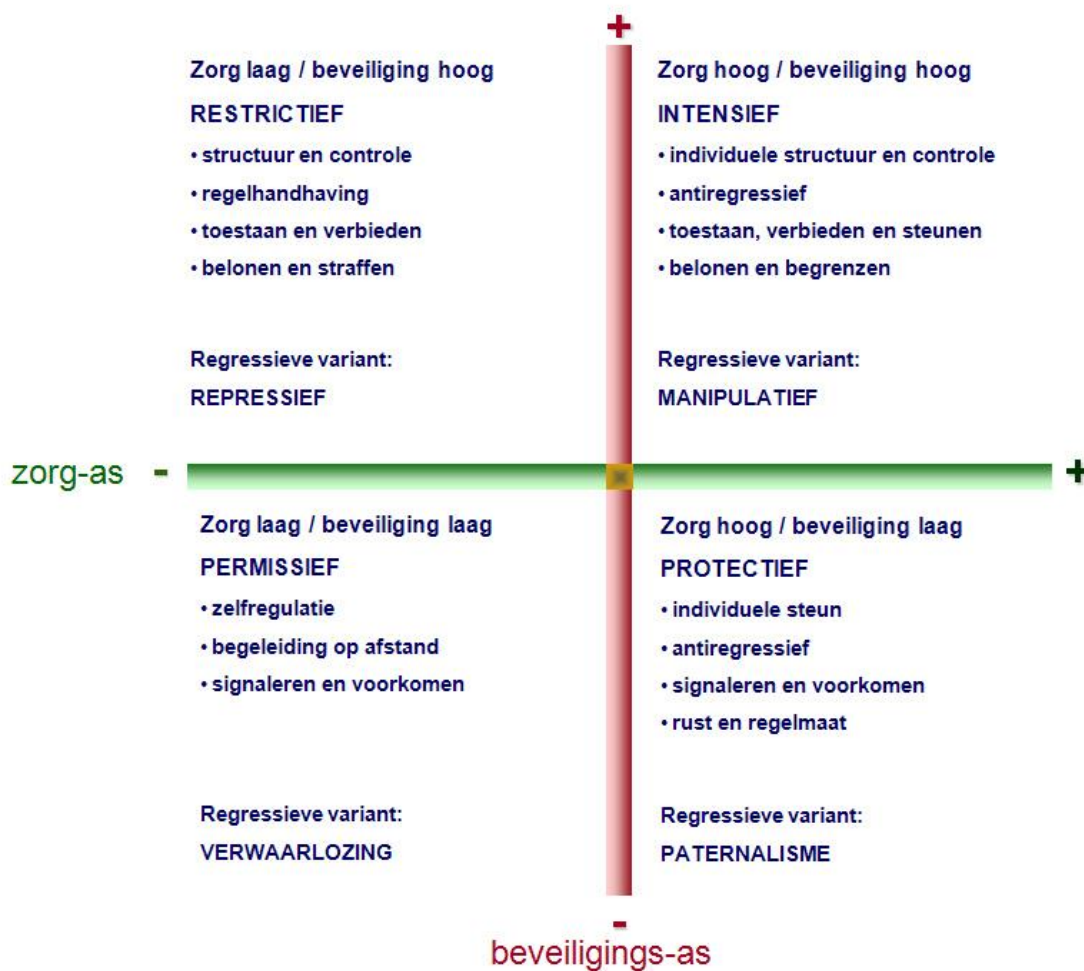 +
Zorg laag / beveiliging hoog
RESTRICTIEF
• structuur en controle
• regelhandhaving
• toestaan en verbieden
• belonen en straffen
Regressieve variant:
REPRESSIEF
Zorg hoog / beveiliging hoog
INTENSIEF
• individuele structuur en controle
• antiregressief
• toestaan, verbieden en steunen
• belonen en begrenzen
Regressieve variant:
MANIPULATIEF
zorg-as - +
Zorg laag / beveiliging laag
PERMISSIEF
• zelfregulatie
• begeleiding op afstand
• signaleren en voorkomen
Regressieve variant:
VERWAARLOZING
Zorg hoog / beveiliging laag
PROTECTIEF
• individuele steun
• antiregressief
• signaleren en voorkomen
• rust en regelmaat
Regressieve variant:
PATERNALISME
-
beveiligings-as